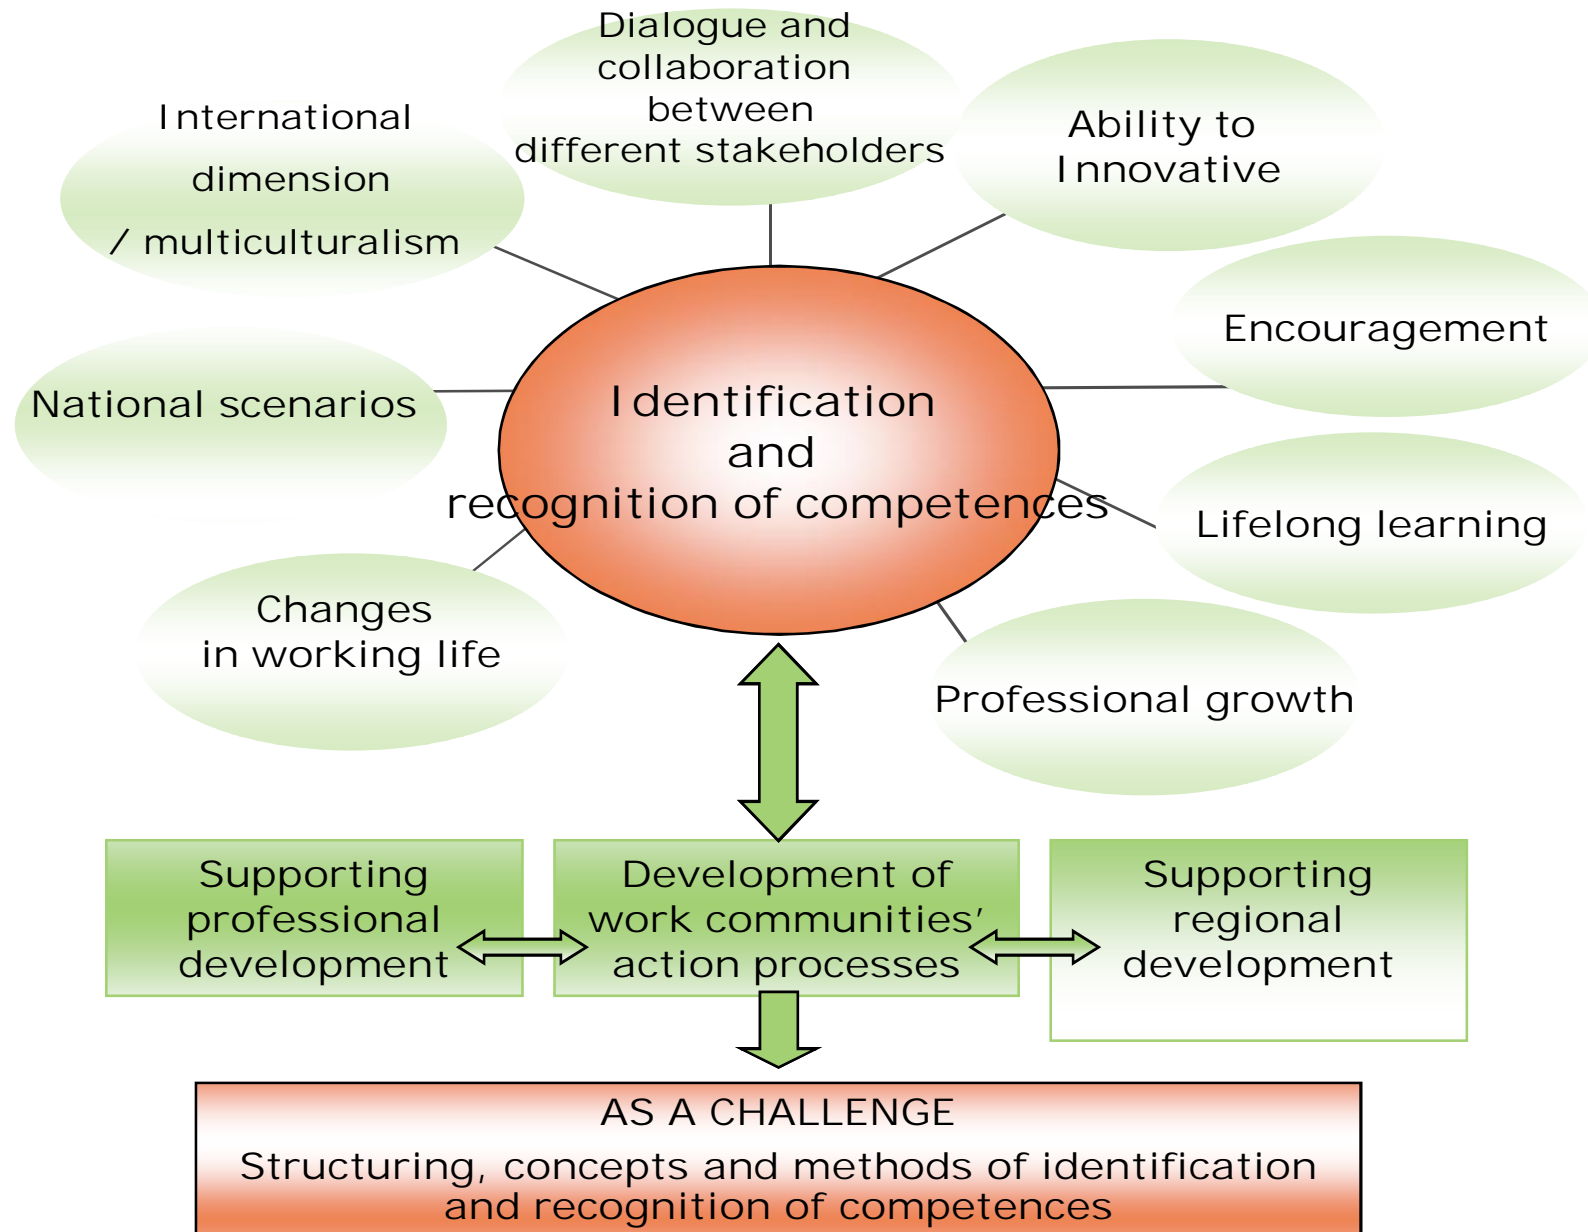 Dialogue and
collaboration
between
different stakeholders
International
dimension
/ multiculturalism
Ability to
Innovative
Encouragement
National scenarios
Identification
and
recognition of competences
Lifelong learning
Changes
in working life
Professional growth
Supporting
professional
development
Development of
work communities’
action processes
Supporting
regional
development
AS A CHALLENGE
Structuring, concepts and methods of identification
and recognition of competences